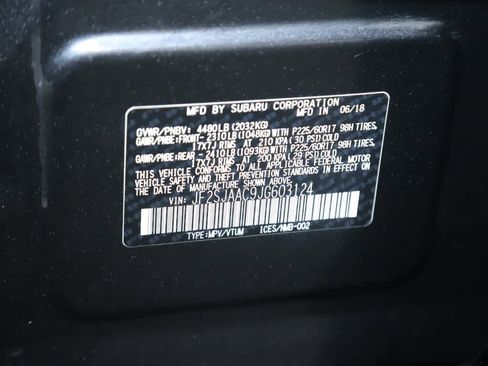 MFD BY SUBARU CORPORATION 06/18
GVWR/PNBV: 4480LB(2032KG)
GAWR/PNBE:FRONT-2310LB(1048KG)WITH P225/60R17 98H TIRES,
17X7J RIMS AT 210 KPA (30 PSI)COLD
GAWR/PNBE:REAR -2410LB(1093KG)WITH P225/60R17 98H TIRES,
17X7J RIMS AT 200 KPA (29 PSI)COLD
THIS VEHICLE CONFORMS TO ALL APPLICABLE FEDERAL MOTOR
VEHICLE SAFETY AND THEFT PREVENTION STANDARDS IN EFFECT ON
THE DATE OF MANUFACTURE SHOWN ABOVE.
VIN: JF2SJAAC9JG603124
TYPE:MPV/VTUM ICES/NMB-002